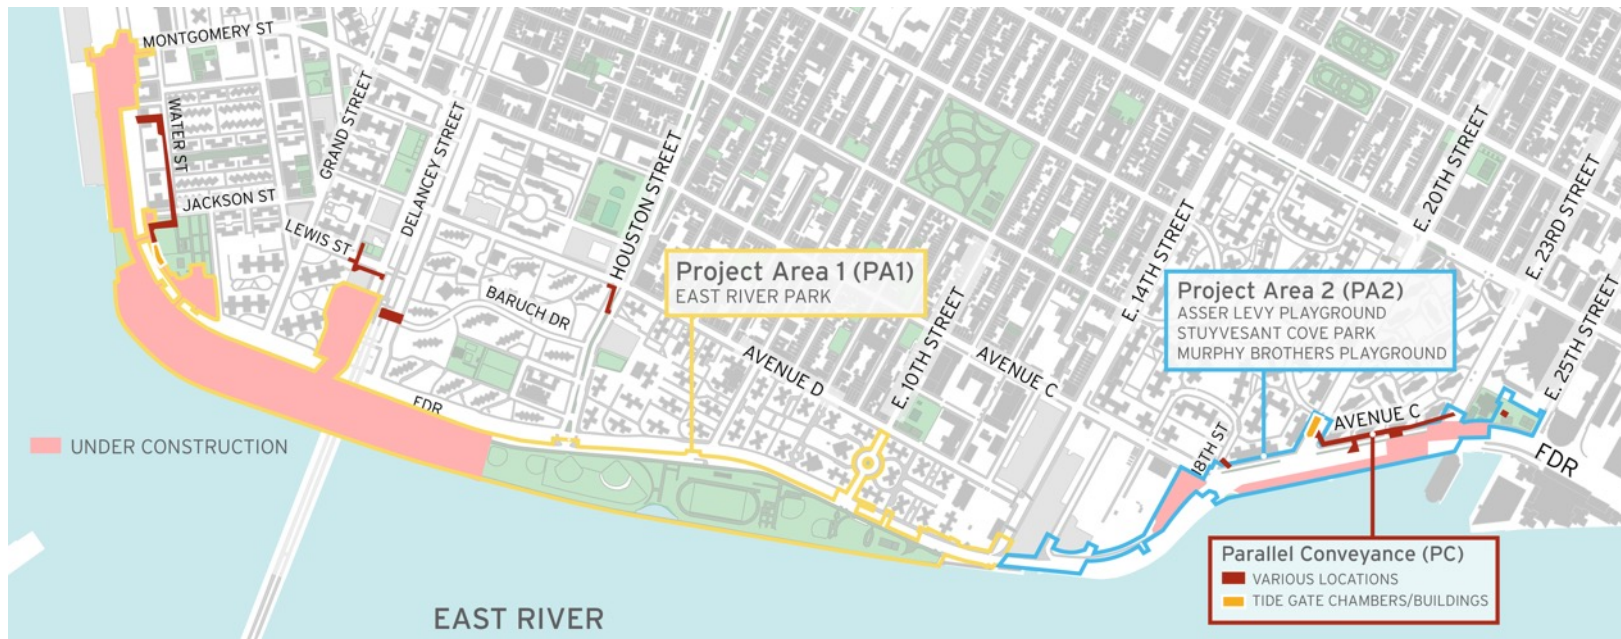 MONTGOMERY ST
WATER ST
JACKSON ST
GRAND STREET
LEWIS ST
DELANCEY STREET
BARUCH DR
HOUSTON STREET
FDR
Project Area 1 (PA1)
EAST RIVER PARK
AVENUE D
E. 10TH STREET
AVENUE C
E. 14TH STREET
E. 20TH STREET
E. 23RD STREET
E. 25TH STREET
Project Area 2 (PA2)
ASSER LEVY PLAYGROUND
STUYVESANT COVE PARK
MURPHY BROTHERS PLAYGROUND
18TH ST
AVENUE C
FDR
UNDER CONSTRUCTION
Parallel Conveyance (PC)
VARIOUS LOCATIONS
TIDE GATE CHAMBERS/BUILDINGS
EAST RIVER